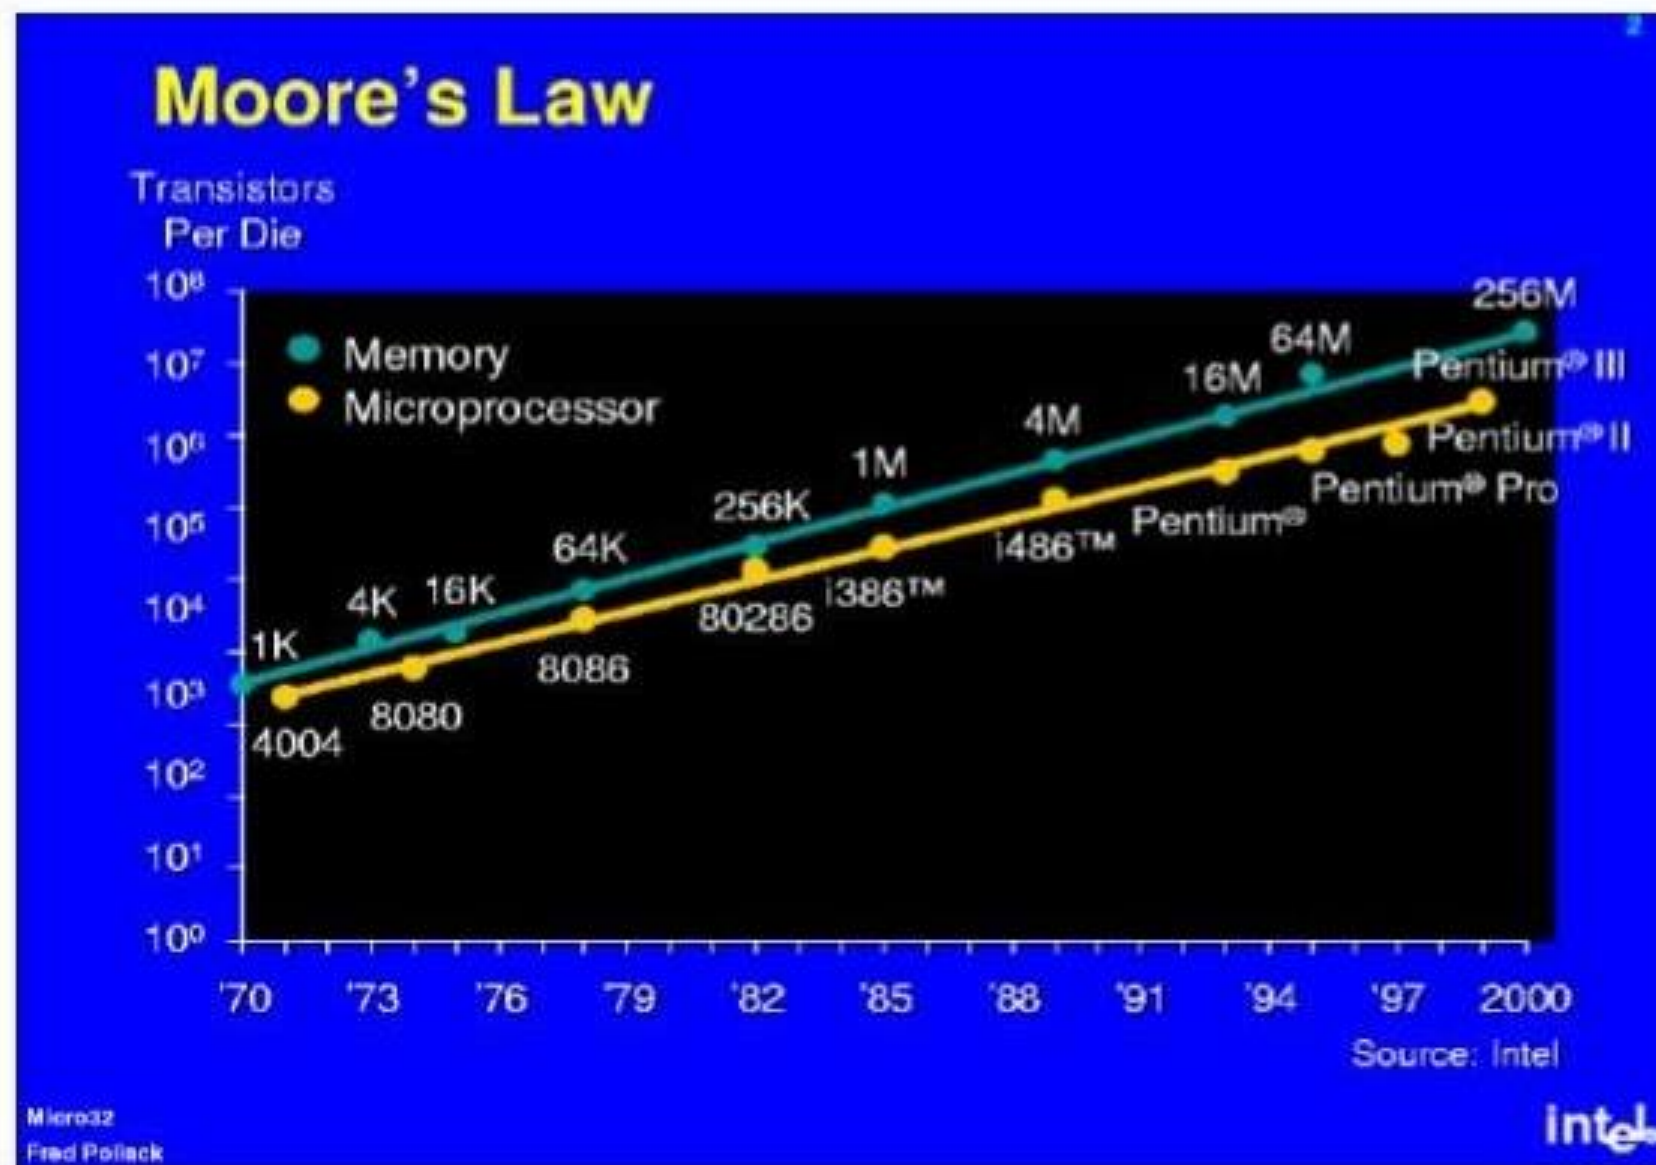 2
Moore's Law
Transistors
Per Die
10⁸
10⁷
10⁶
10⁵
10⁴
10³
10²
10¹
10⁰
Memory
Microprocessor
1K
4K
16K
64K
256K
1M
4M
16M
64M
256M
4004
8080
8086
80286
i386™
i486™
Pentium®
Pentium® Pro
Pentium® II
Pentium® III
'70 '73 '76 '79 '82 '85 '88 '91 '94 '97 2000
Source: Intel
Micro32
Fred Pollack
intel